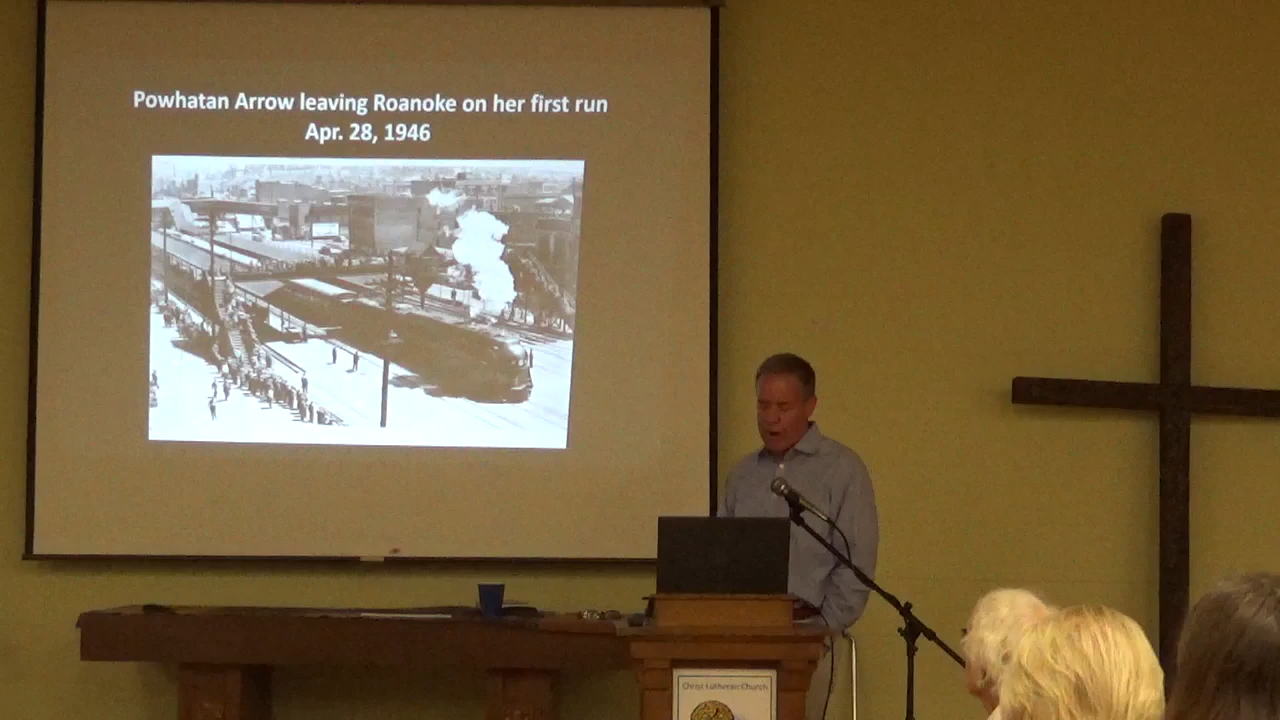 Powhatan Arrow leaving Roanoke on her first run
Apr. 28, 1946
Christ Lutheran Church